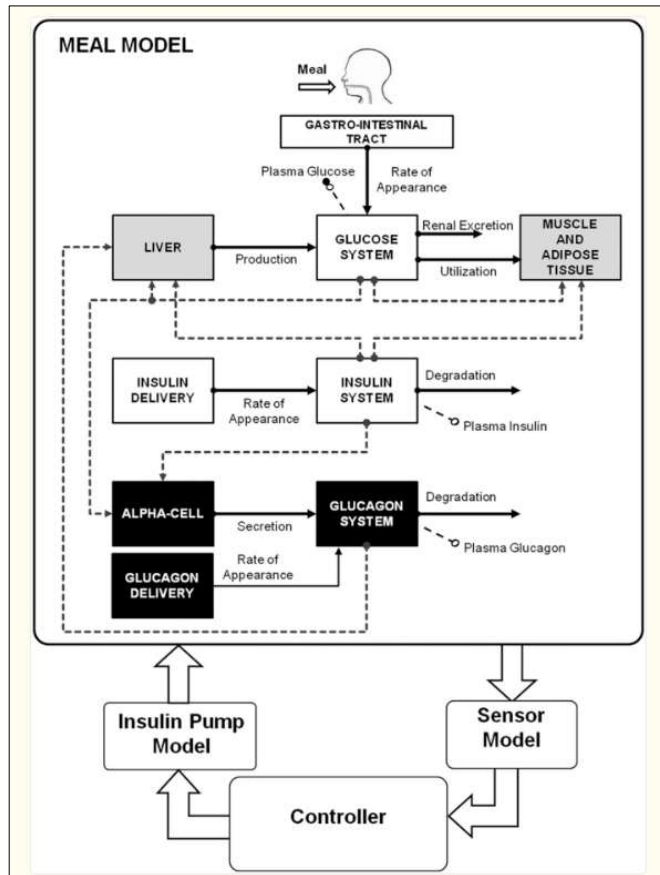 MEAL MODEL
Meal
GASTRO-INTESTINAL
TRACT
Plasma Glucose
Rate of
Appearance
LIVER
Production
GLUCOSE
SYSTEM
Renal Excretion
Utilization
MUSCLE
AND
ADIPOSE
TISSUE
INSULIN
DELIVERY
Rate of
Appearance
INSULIN
SYSTEM
Degradation
Plasma Insulin
ALPHA-CELL
Secretion
GLUCAGON
SYSTEM
Degradation
Plasma Glucagon
GLUCAGON
DELIVERY
Rate of
Appearance
Insulin Pump
Model
Sensor
Model
Controller